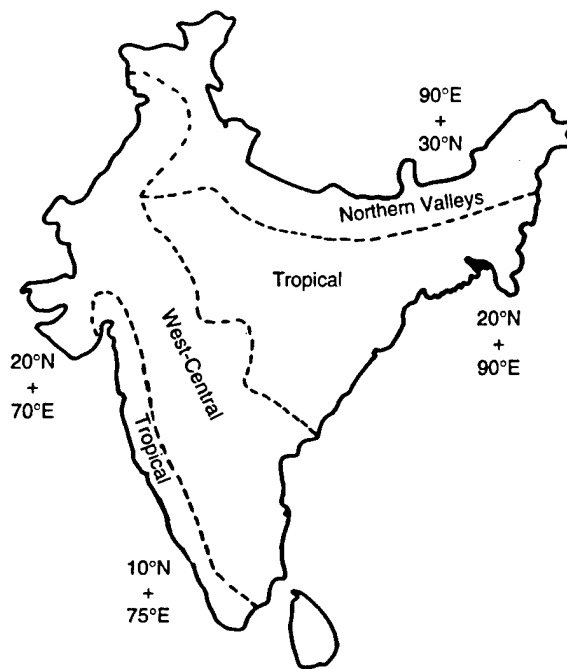 90°E
+
30°N
Northern Valleys
Tropical
20°N
+
90°E
West-Central
20°N
+
70°E
Tropical
10°N
+
75°E